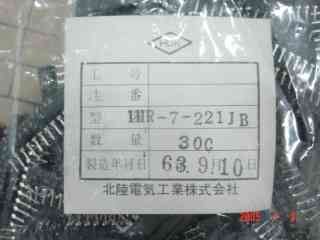 HDK
工 号
注 番
型 IHR-7-221JB
数 量 300
製造年月日 63.9月10日
北陸電気工業株式会社